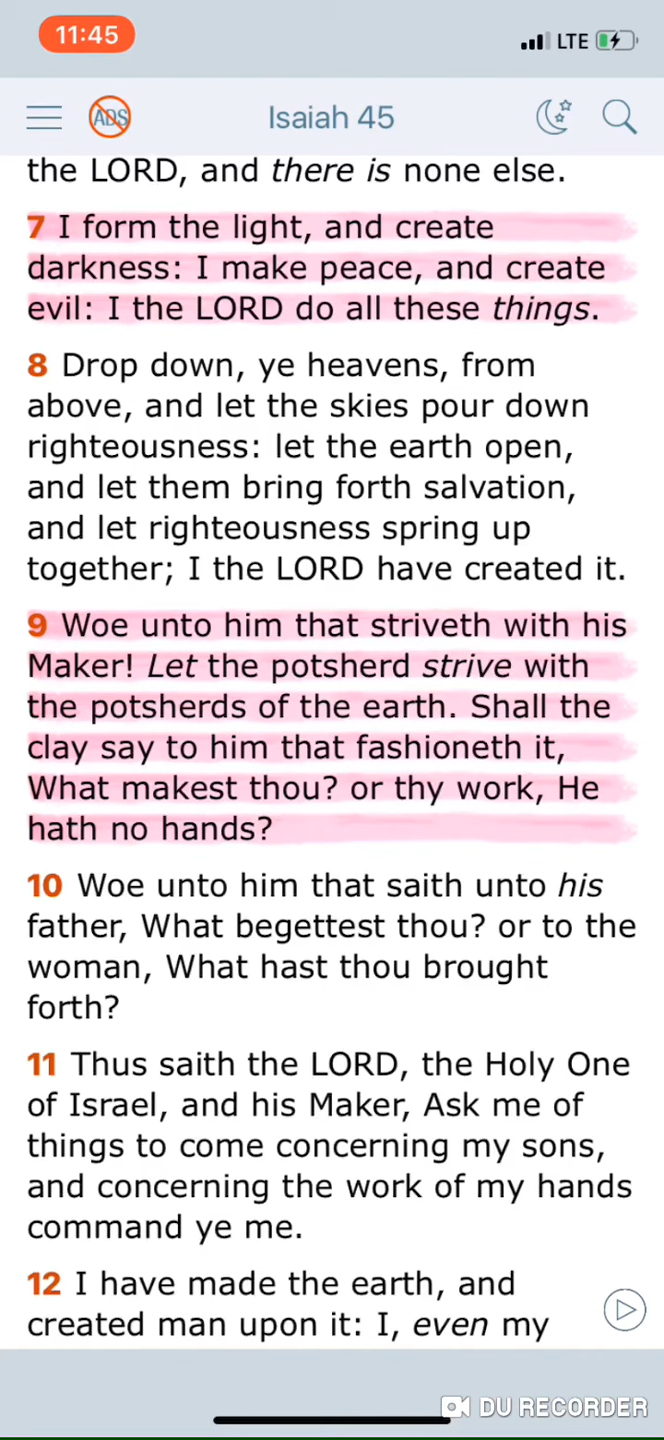 11:45
LTE
ADS
Isaiah 45
the LORD, and there is none else.
7 I form the light, and create
darkness: I make peace, and create
evil: I the LORD do all these things.
8 Drop down, ye heavens, from
above, and let the skies pour down
righteousness: let the earth open,
and let them bring forth salvation,
and let righteousness spring up
together; I the LORD have created it.
9 Woe unto him that striveth with his
Maker! Let the potsherd strive with
the potsherds of the earth. Shall the
clay say to him that fashioneth it,
What makest thou? or thy work, He
hath no hands?
10 Woe unto him that saith unto his
father, What begettest thou? or to the
woman, What hast thou brought
forth?
11 Thus saith the LORD, the Holy One
of Israel, and his Maker, Ask me of
things to come concerning my sons,
and concerning the work of my hands
command ye me.
12 I have made the earth, and
created man upon it: I, even my
DU RECORDER